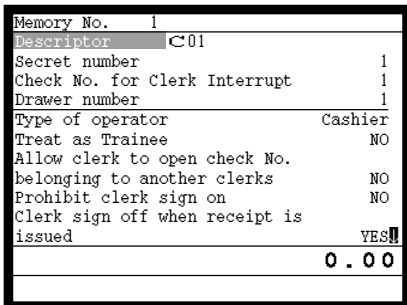 Memory No. 1
Descriptor C01
Secret number 1
Check No. for Clerk Interrupt 1
Drawer number 1
Type of operator Cashier
Treat as Trainee NO
Allow clerk to open check No.
belonging to another clerks NO
Prohibit clerk sign on NO
Clerk sign off when receipt is
issued YES
0.00